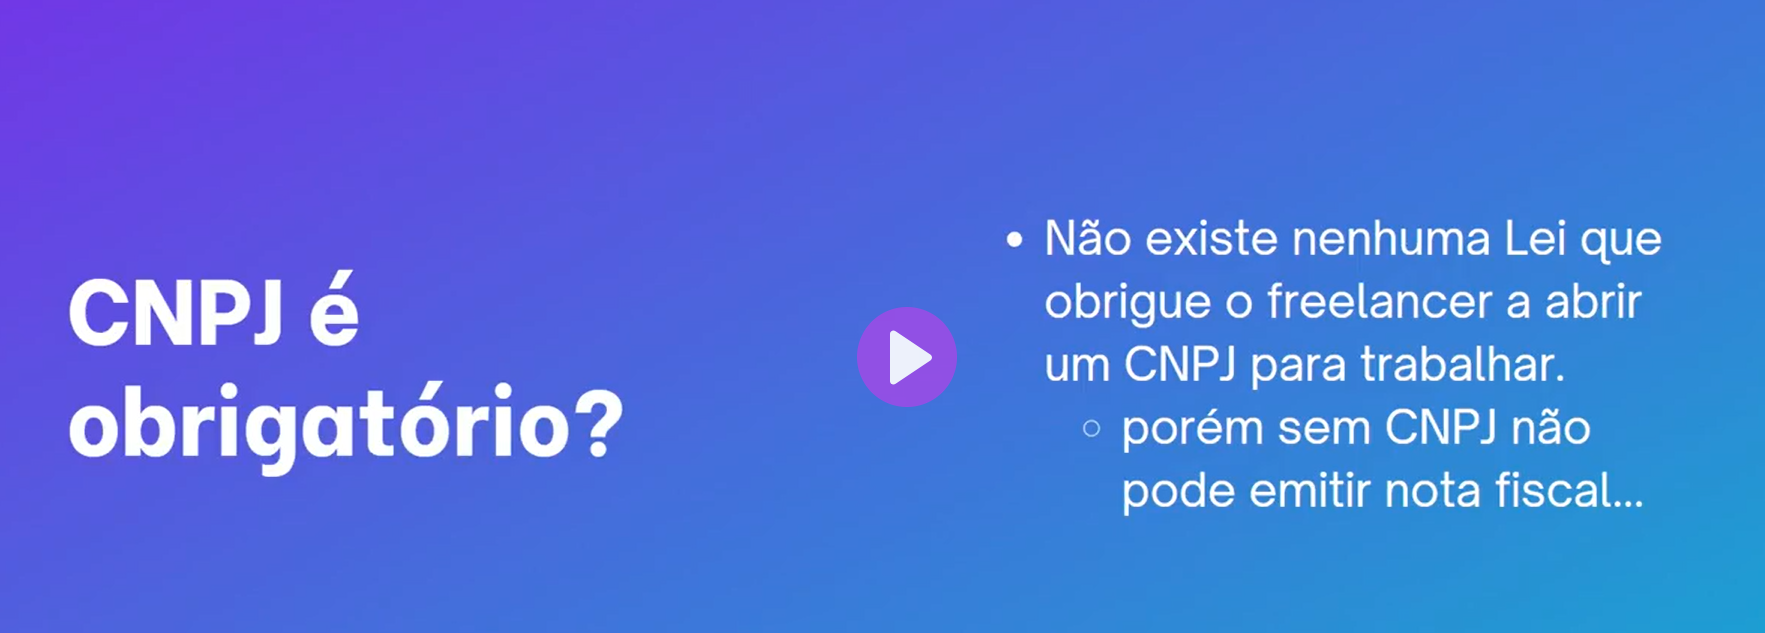 CNPJ é
obrigatório?
• Não existe nenhuma Lei que
obrigue o freelancer a abrir
um CNPJ para trabalhar.
◦ porém sem CNPJ não
pode emitir nota fiscal...